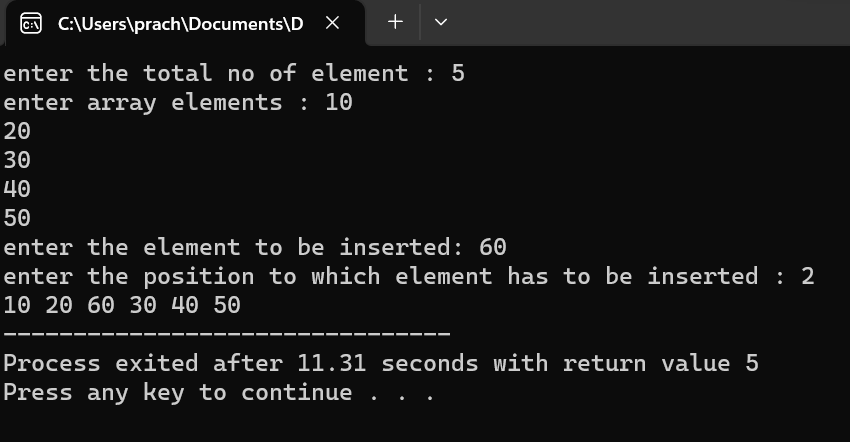 C:\Users\prach\Documents\D
enter the total no of element : 5
enter array elements : 10
20
30
40
50
enter the element to be inserted: 60
enter the position to which element has to be inserted : 2
10 20 60 30 40 50
--------------------------------
Process exited after 11.31 seconds with return value 5
Press any key to continue . . .